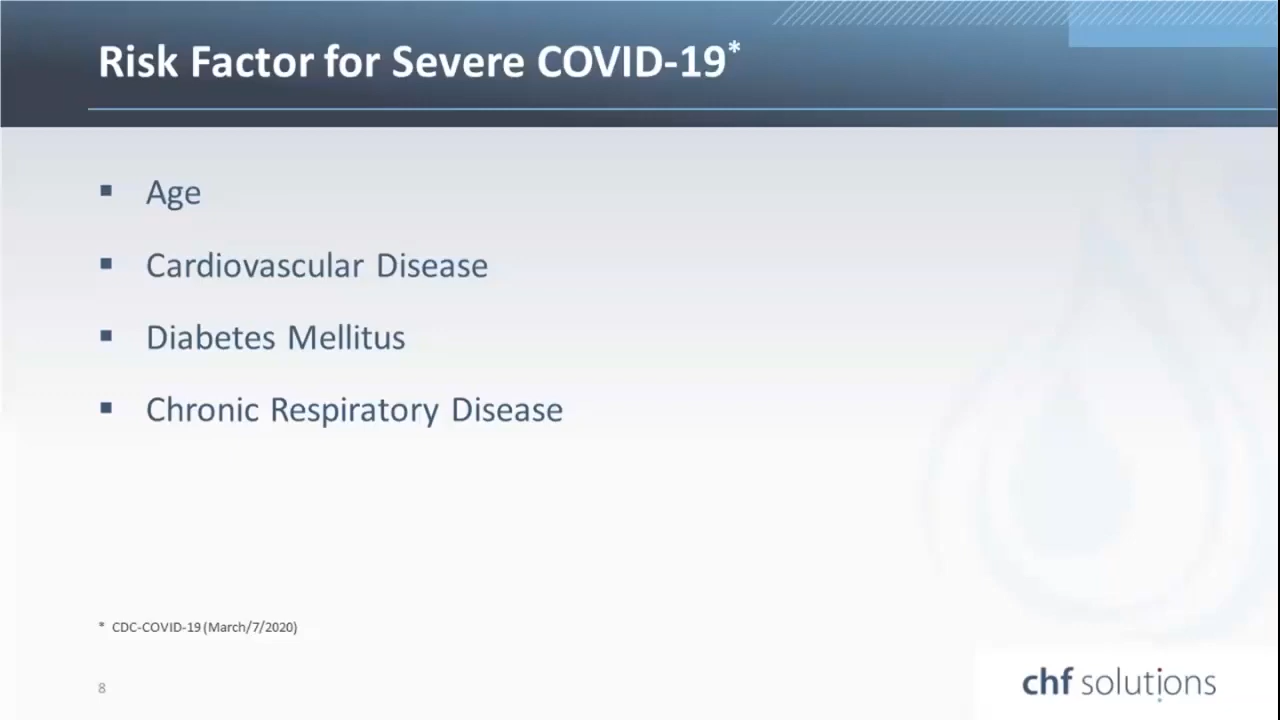 Risk Factor for Severe COVID-19*
▪ Age
▪ Cardiovascular Disease
▪ Diabetes Mellitus
▪ Chronic Respiratory Disease
* CDC-COVID-19 (March/7/2020)
8
chf solutions